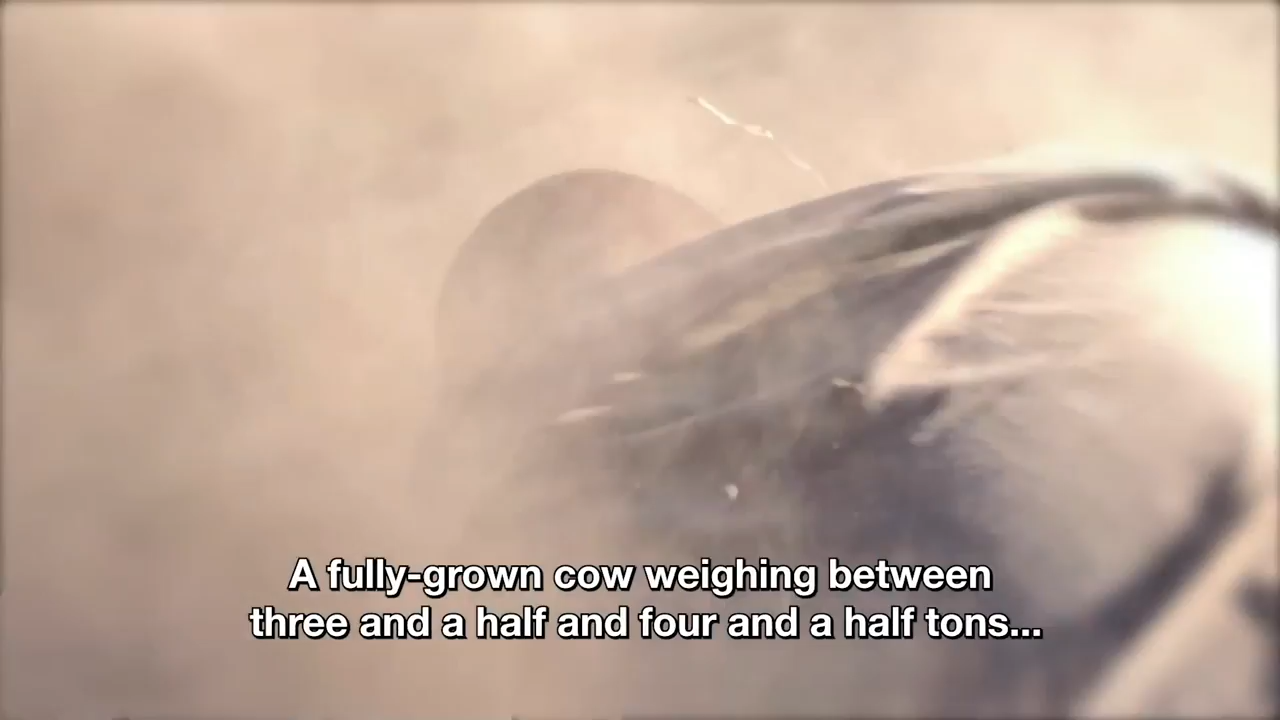 A fully-grown cow weighing between
three and a half and four and a half tons...